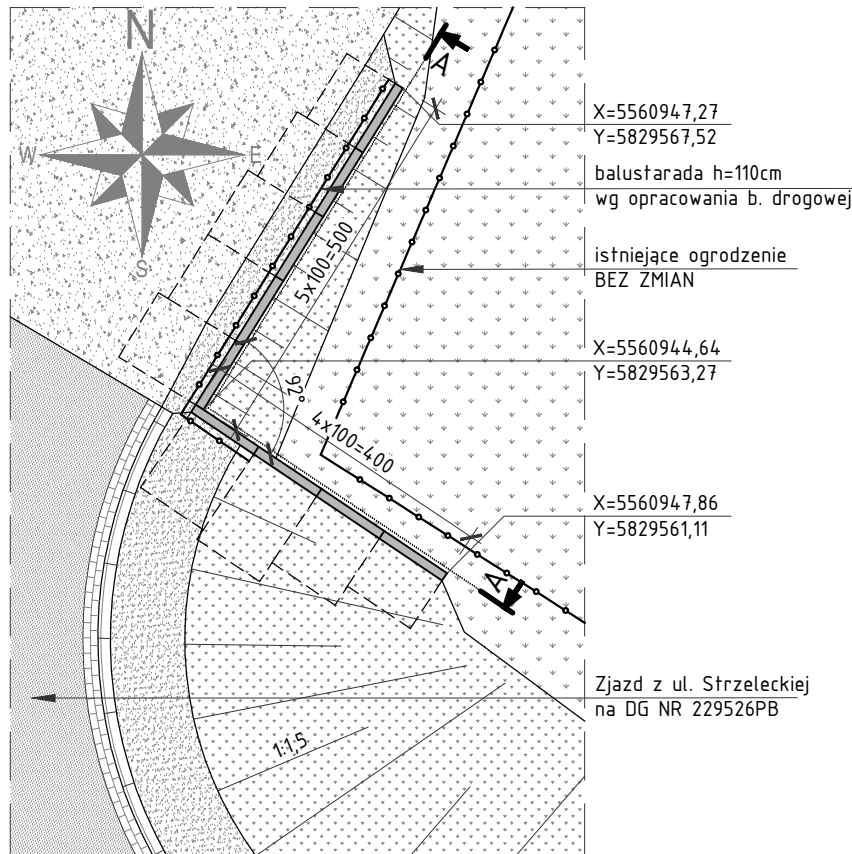 N
W
E
S
A
X=5560947,27
Y=5829567,52
balustarada h=110cm
wg opracowania b. drogowej
5x100=500
istniejące ogrodzenie
BEZ ZMIAN
X=5560944,64
Y=5829563,27
92°
4x100=400
X=5560947,86
Y=5829561,11
A
Zjazd z ul. Strzeleckiej
na DG NR 229526PB
1:1,5